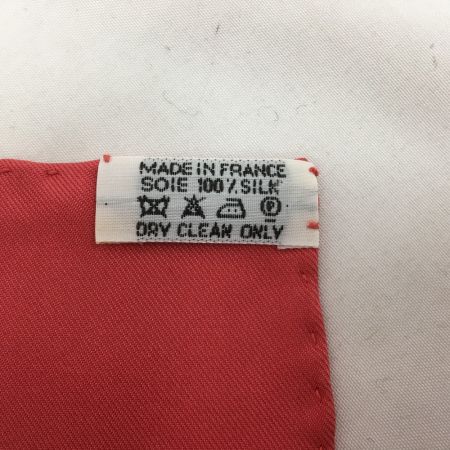 MADE IN FRANCE
SOIE 100% SILK
P
DRY CLEAN ONLY